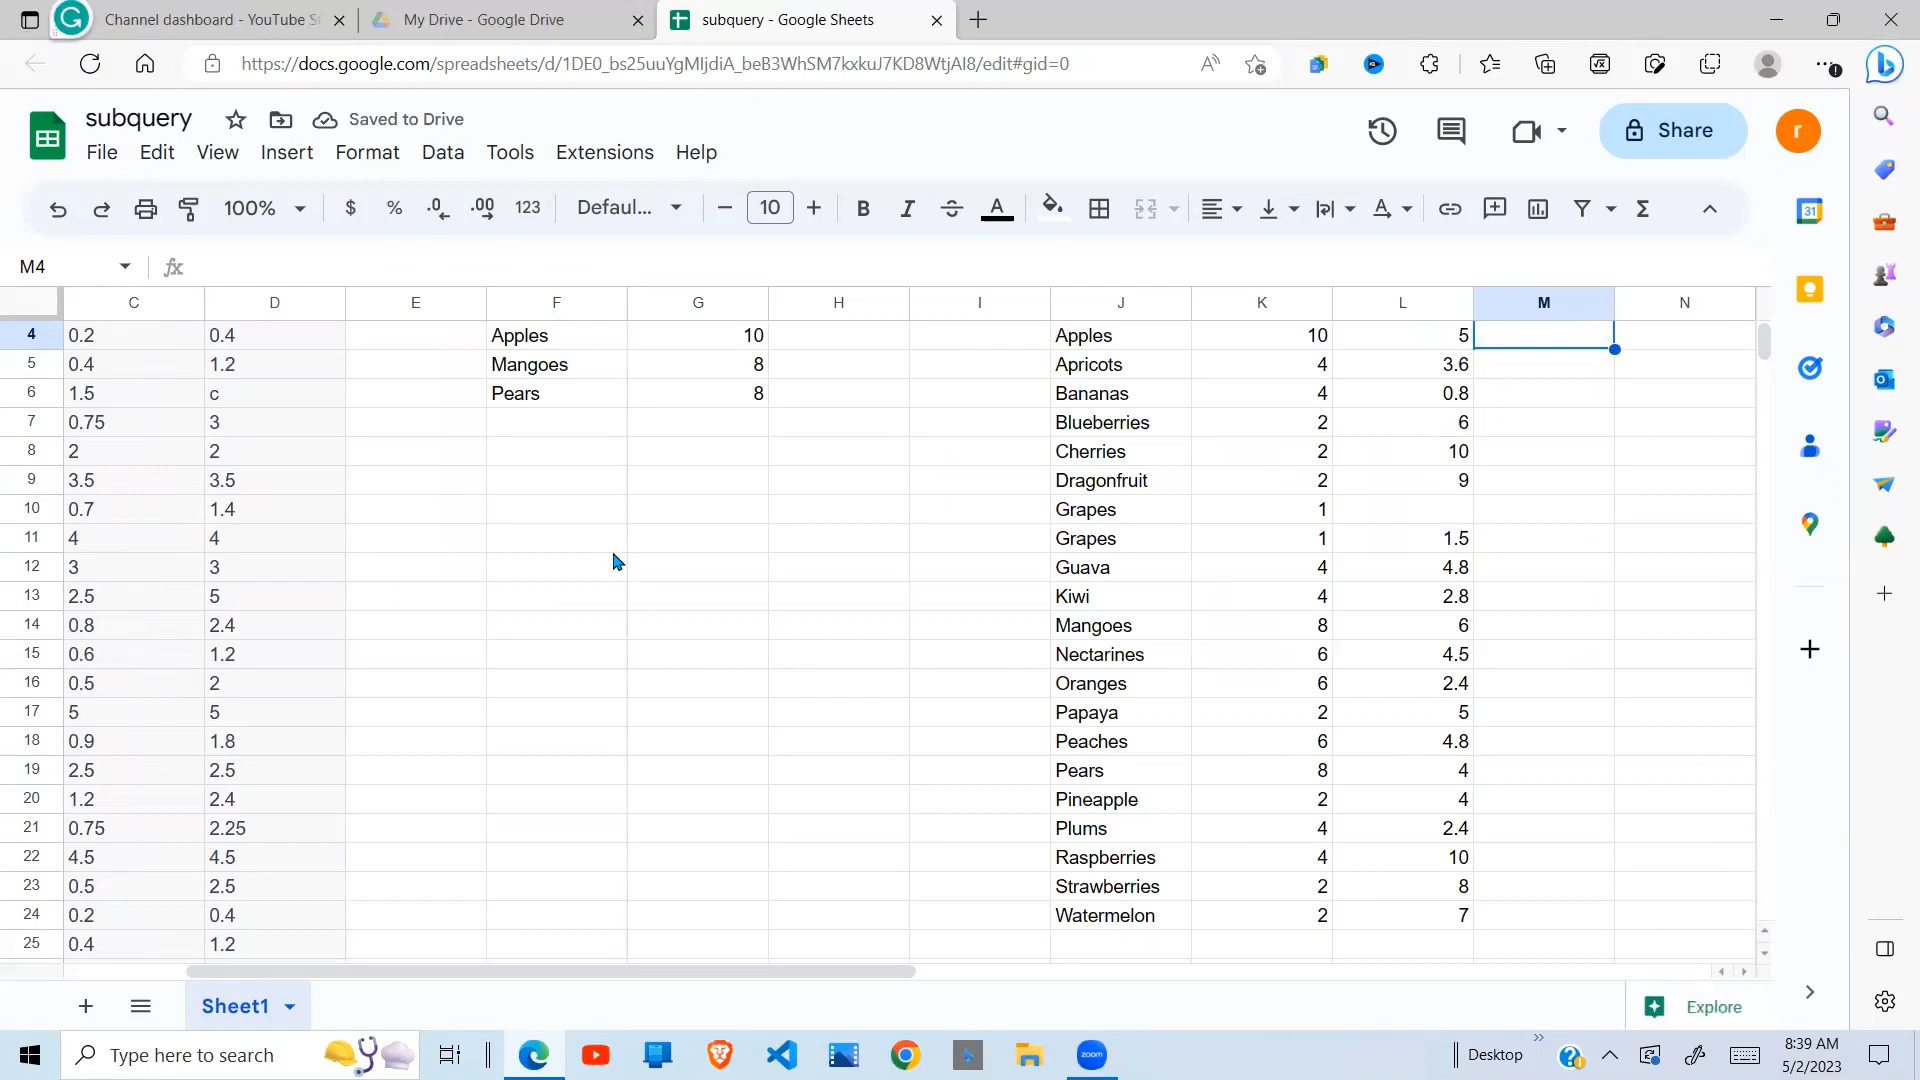 Channel dashboard - YouTube S
My Drive - Google Drive
subquery - Google Sheets
https://docs.google.com/spreadsheets/d/1DE0_bs25uuYgMIjdiA_beB3WhSM7kxkuJ7KD8WtjAI8/edit#gid=0
subquery Saved to Drive
File Edit View Insert Format Data Tools Extensions Help
Share
r
100% $ % .0 .00 123 Defaul... 10 B I A
31
M4 fx
C D E F G H I J K L M N
4 0.2 0.4 Apples 10 Apples 10 5
5 0.4 1.2 Mangoes 8 Apricots 4 3.6
6 1.5 c Pears 8 Bananas 4 0.8
7 0.75 3 Blueberries 2 6
8 2 2 Cherries 2 10
9 3.5 3.5 Dragonfruit 2 9
10 0.7 1.4 Grapes 1
11 4 4 Grapes 1 1.5
12 3 3 Guava 4 4.8
13 2.5 5 Kiwi 4 2.8
14 0.8 2.4 Mangoes 8 6
15 0.6 1.2 Nectarines 6 4.5
16 0.5 2 Oranges 6 2.4
17 5 5 Papaya 2 5
18 0.9 1.8 Peaches 6 4.8
19 2.5 2.5 Pears 8 4
20 1.2 2.4 Pineapple 2 4
21 0.75 2.25 Plums 4 2.4
22 4.5 4.5 Raspberries 4 10
23 0.5 2.5 Strawberries 2 8
24 0.2 0.4 Watermelon 2 7
25 0.4 1.2
Sheet1
Explore
Type here to search
zoom
Desktop
8:39 AM
5/2/2023